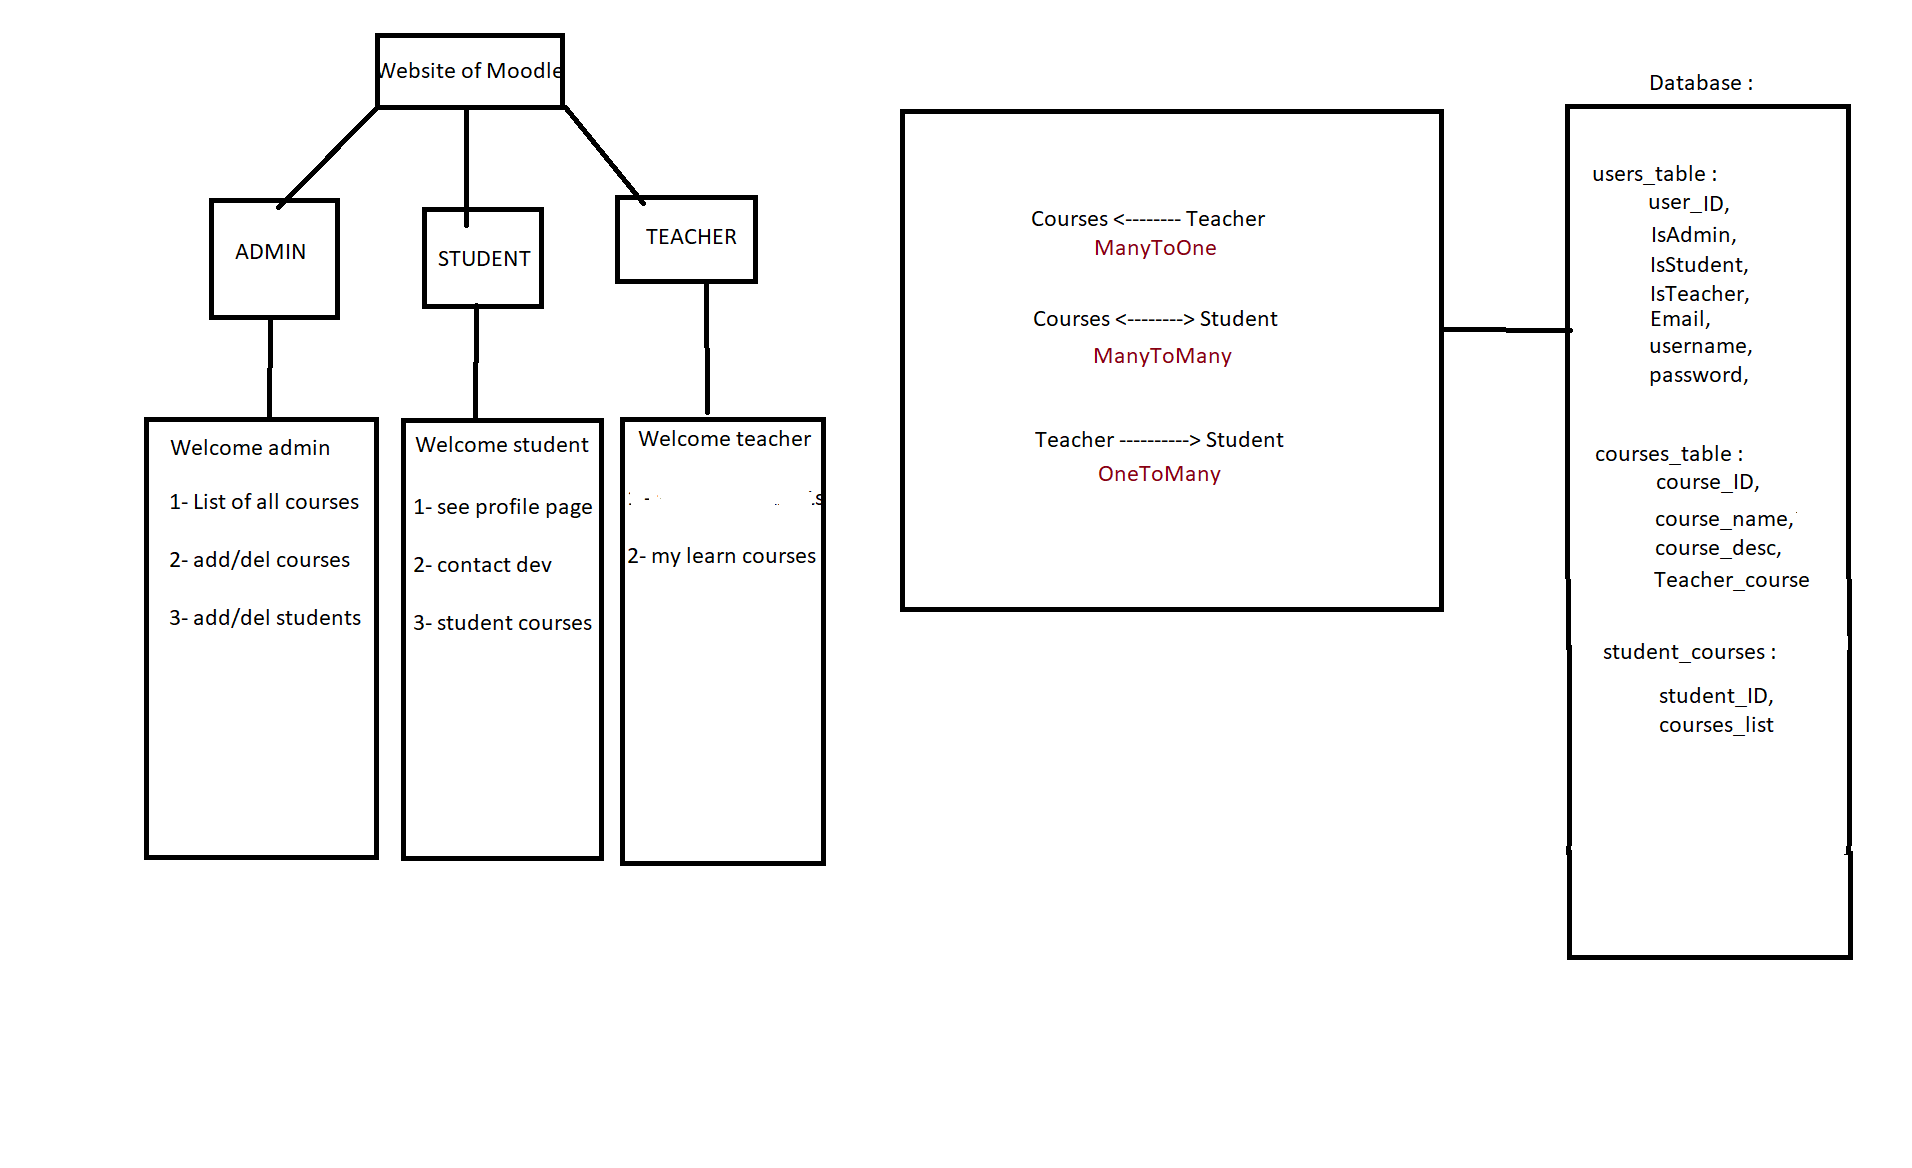 Website of Moodle
ADMIN
STUDENT
TEACHER
Welcome admin
1- List of all courses
2- add/del courses
3- add/del students
Welcome student
1- see profile page
2- contact dev
3- student courses
Welcome teacher
2- my learn courses
Courses <-------- Teacher
ManyToOne
Courses <--------> Student
ManyToMany
Teacher ----------> Student
OneToMany
Database :
users_table :
user_ID,
IsAdmin,
IsStudent,
IsTeacher,
Email,
username,
password,
courses_table :
course_ID,
course_name,
course_desc,
Teacher_course
student_courses :
student_ID,
courses_list